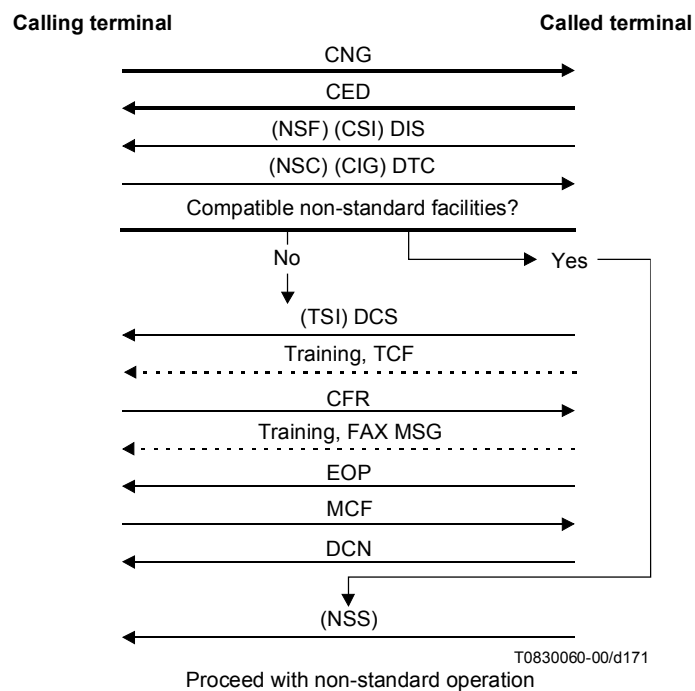 Calling terminal Called terminal
CNG
CED
(NSF) (CSI) DIS
(NSC) (CIG) DTC
Compatible non-standard facilities?
No
Yes
(TSI) DCS
Training, TCF
CFR
Training, FAX MSG
EOP
MCF
DCN
(NSS)
T0830060-00/d171
Proceed with non-standard operation